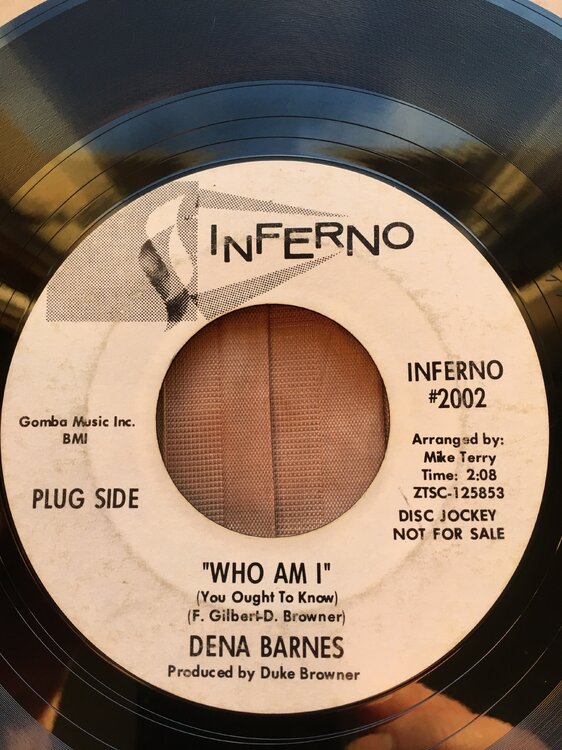 INFERNO
INFERNO
#2002
Gomba Music Inc.
BMI
Arranged by:
Mike Terry
Time: 2:08
ZTSC-125853
PLUG SIDE
DISC JOCKEY
NOT FOR SALE
"WHO AM I"
(You Ought To Know)
(F. Gilbert-D. Browner)
DENA BARNES
Produced by Duke Browner